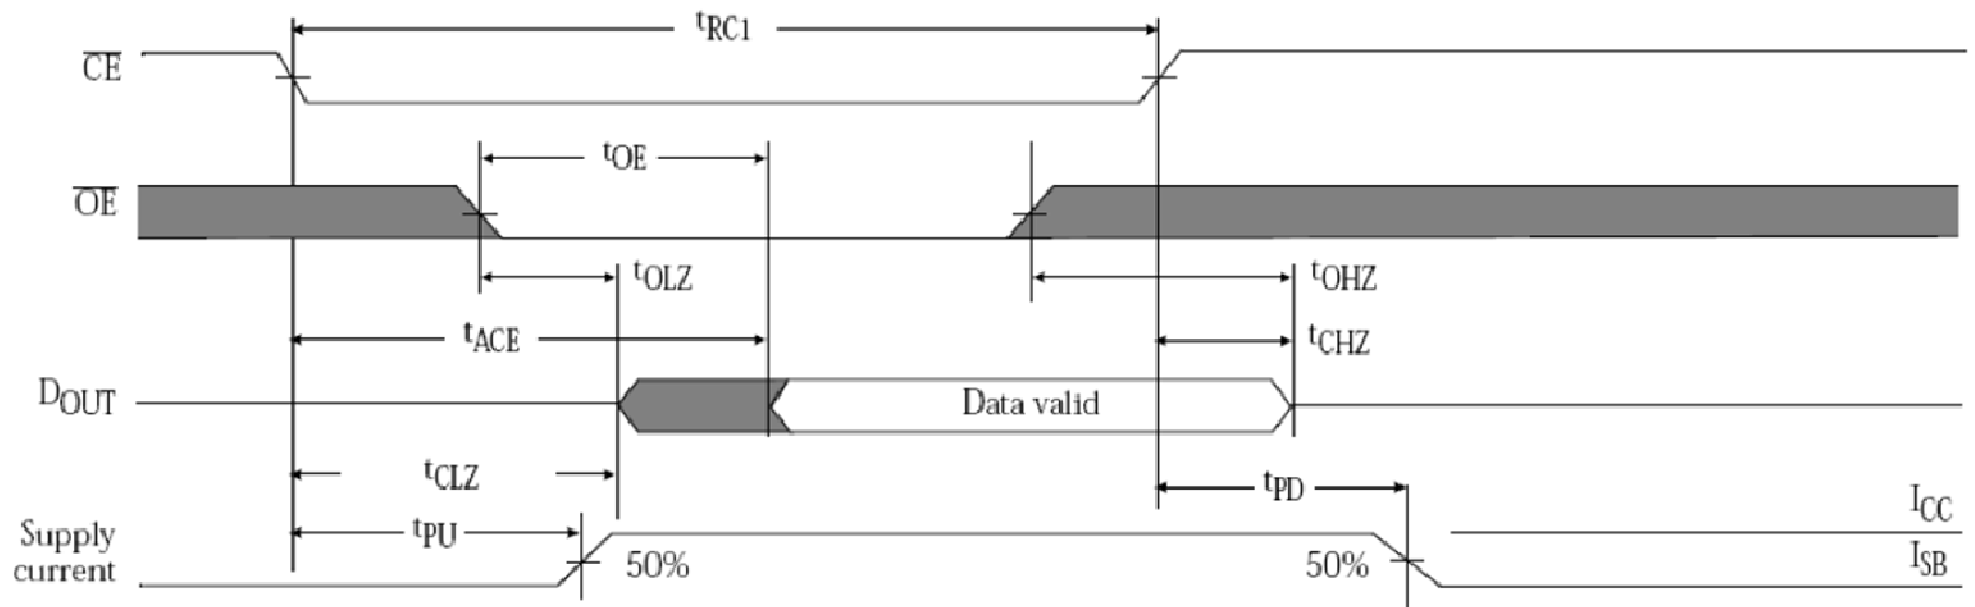 tRC1
CE
tOE
OE
tOLZ
tOHZ
tACE
tCHZ
DOUT
Data valid
tCLZ
tPD
ICC
tPU
Supply
current
50%
50%
ISB